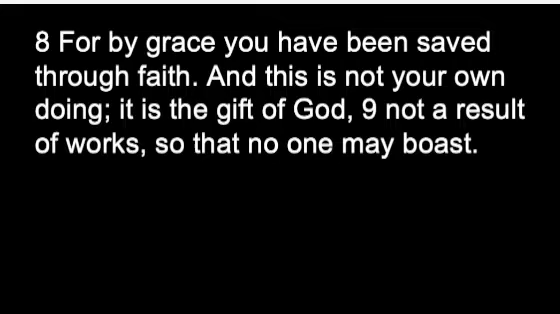 8 For by grace you have been saved
through faith. And this is not your own
doing; it is the gift of God, 9 not a result
of works, so that no one may boast.